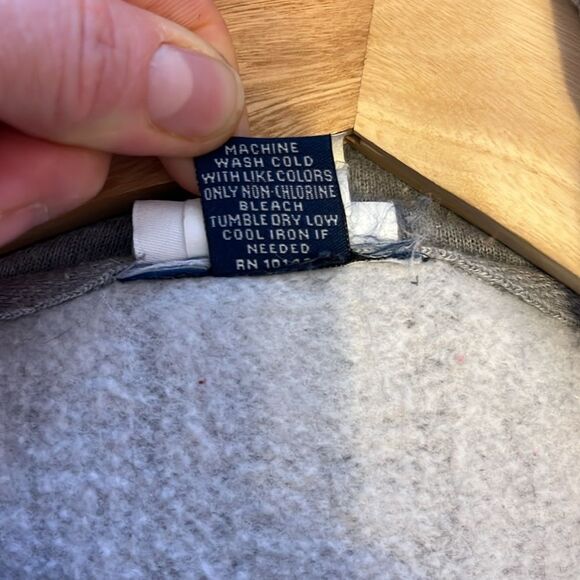 MACHINE
WASH COLD
WITH LIKE COLORS
ONLY NON-CHLORINE
BLEACH
TUMBLE DRY LOW
COOL IRON IF
NEEDED
RN